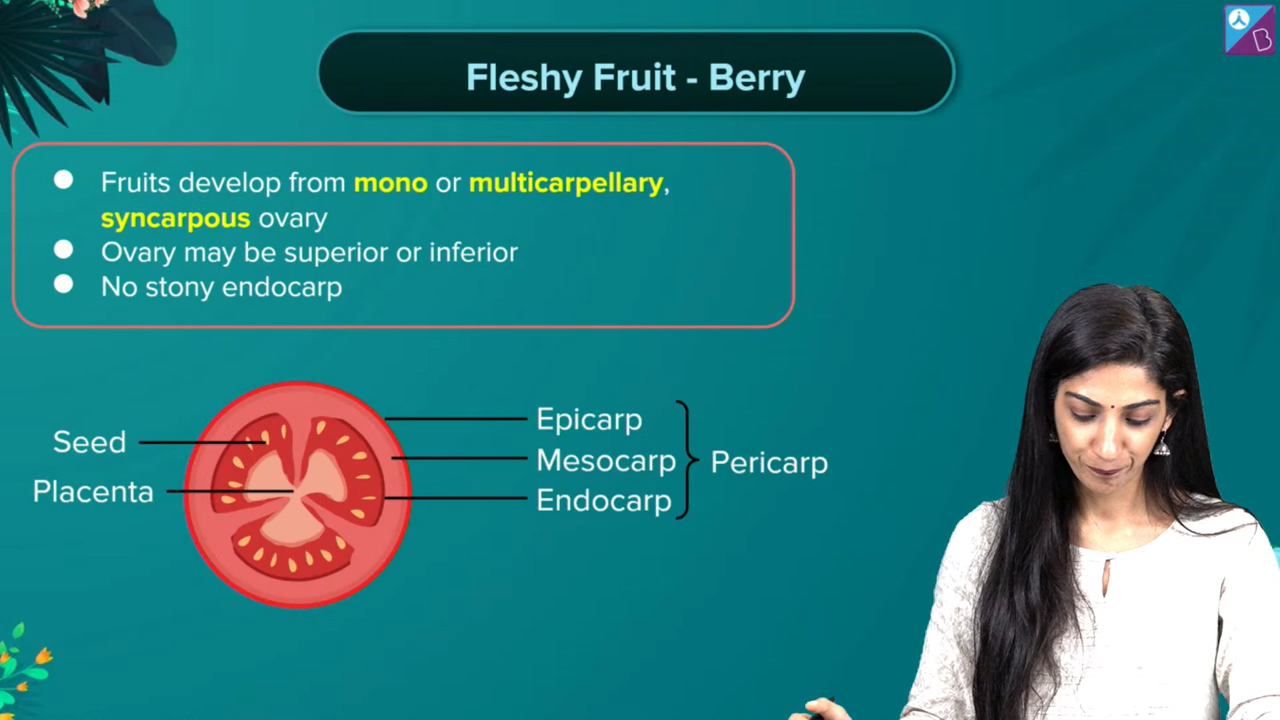 Fleshy Fruit - Berry
Fruits develop from mono or multicarpellary,
syncarpous ovary
Ovary may be superior or inferior
No stony endocarp
Seed
Placenta
Epicarp
Mesocarp
Endocarp
Pericarp
B